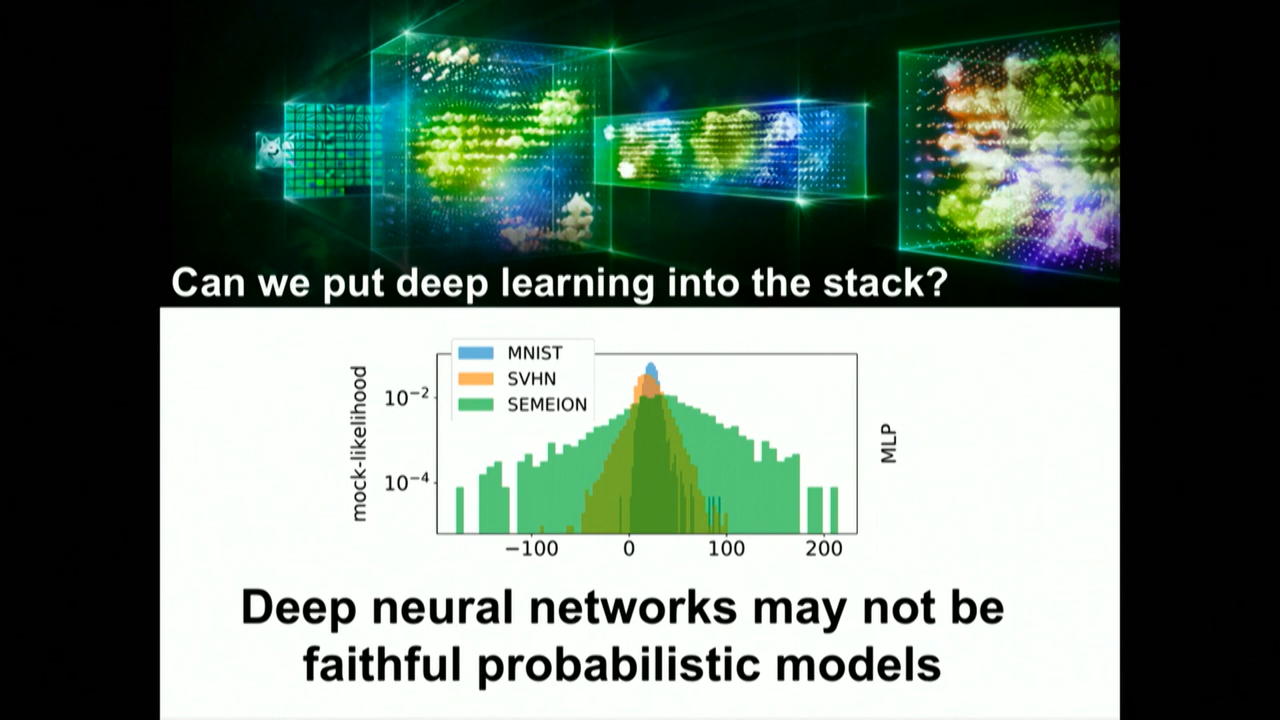 Can we put deep learning into the stack?
MNIST
SVHN
SEMEION
mock-likelihood
10⁻²
10⁻⁴
MLP
−100 0 100 200
Deep neural networks may not be
faithful probabilistic models